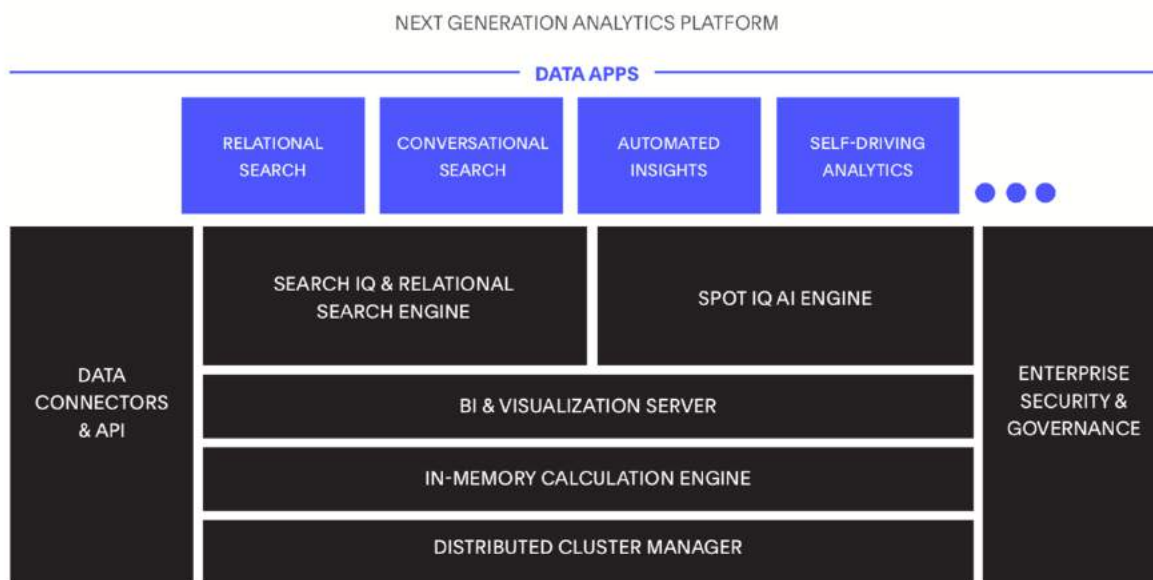 NEXT GENERATION ANALYTICS PLATFORM
DATA APPS
RELATIONAL
SEARCH
CONVERSATIONAL
SEARCH
AUTOMATED
INSIGHTS
SELF-DRIVING
ANALYTICS
DATA
CONNECTORS
& API
SEARCH IQ & RELATIONAL
SEARCH ENGINE
SPOT IQ AI ENGINE
BI & VISUALIZATION SERVER
IN-MEMORY CALCULATION ENGINE
DISTRIBUTED CLUSTER MANAGER
ENTERPRISE
SECURITY &
GOVERNANCE